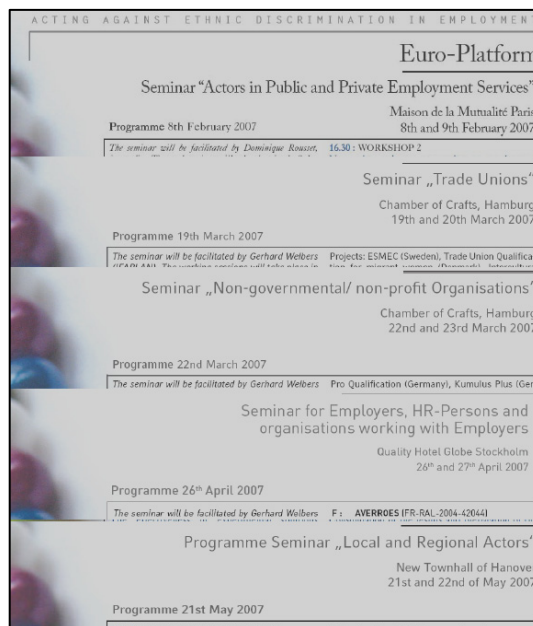 ACTING AGAINST ETHNIC DISCRIMINATION IN EMPLOYMENT
Euro-Platform
Seminar "Actors in Public and Private Employment Services"
Maison de la Mutualité Paris
Programme 8th February 2007
8th and 9th February 2007
The seminar will be facilitated by Dominique Rousset,
16.30 : WORKSHOP 2
Seminar „Trade Unions"
Chamber of Crafts, Hamburg
19th and 20th March 2007
Programme 19th March 2007
The seminar will be facilitated by Gerhard Welbers
Projects: ESMEC (Sweden), Trade Union Qualifica
Seminar „Non-governmental/ non-profit Organisations"
Chamber of Crafts, Hamburg
22nd and 23rd March 2007
Programme 22nd March 2007
The seminar will be facilitated by Gerhard Welbers
Pro Qualification (Germany), Kumulus Plus (Ger
Seminar for Employers, HR-Persons and
organisations working with Employers
Quality Hotel Globe Stockholm
26th and 27th April 2007
Programme 26th April 2007
The seminar will be facilitated by Gerhard Welbers
F : AVERROES (FR-RAL-2004-42044)
Programme Seminar „Local and Regional Actors"
New Townhall of Hanove
21st and 22nd of May 2007
Programme 21st May 2007